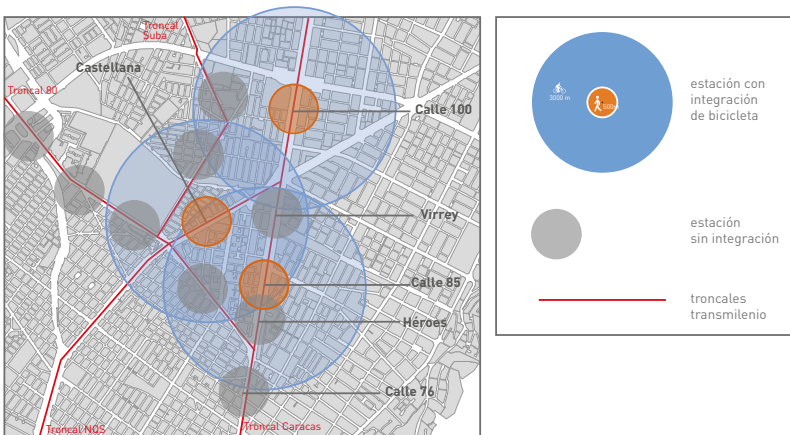 Troncal
Suba
Castellana
Troncal 80
Calle 100
Virrey
Calle 85
Héroes
Calle 76
Troncal NQS
Troncal Caracas
3000 m
500
estación con
integración
de bicicleta
estación
sin integración
troncales
transmilenio